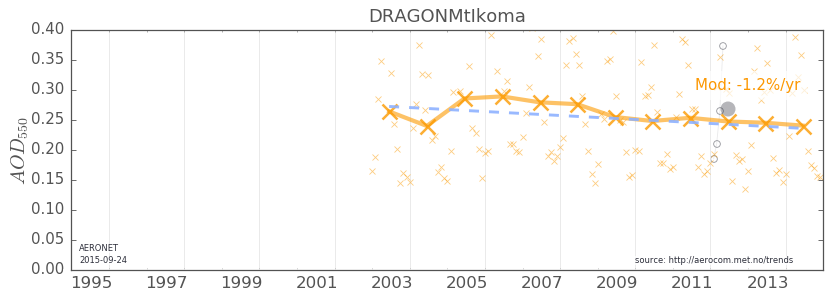 DRAGONMtIkoma
0.40
0.35
0.30
0.25
0.20
0.15
0.10
0.05
0.00
AOD550
Mod: -1.2%/yr
AERONET
2015-09-24
source: http://aerocom.met.no/trends
1995 1997 1999 2001 2003 2005 2007 2009 2011 2013